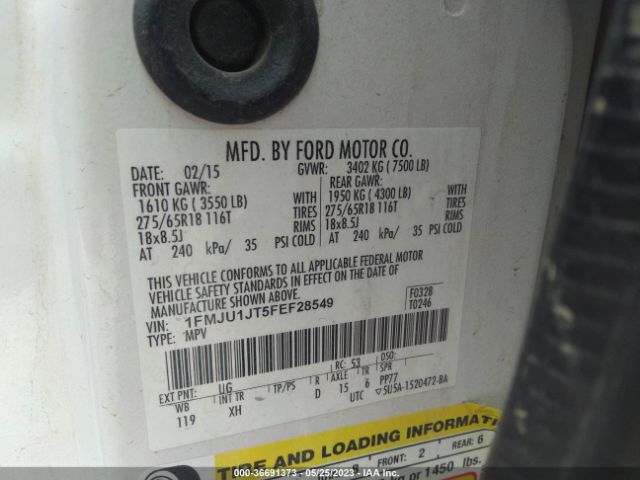 MFD. BY FORD MOTOR CO.
DATE: 02/15 GVWR: 3402 KG ( 7500 LB)
FRONT GAWR: REAR GAWR:
1610 KG ( 3550 LB) WITH 1950 KG ( 4300 LB) WITH
275/65R18 116T TIRES 275/65R18 116T TIRES
18x8.5J RIMS 18x8.5J RIMS
AT 240 kPa/ 35 PSI COLD AT 240 kPa/ 35 PSI COLD
THIS VEHICLE CONFORMS TO ALL APPLICABLE FEDERAL MOTOR
VEHICLE SAFETY STANDARDS IN EFFECT ON THE DATE OF
MANUFACTURE SHOWN ABOVE.
VIN: 1FMJU1JT5FEF28549
TYPE: MPV
F0328
T0246
RC: 53 DSO:
EXT PNT: UG
WB INT TR TP/PS R AXLE TR SPR
119 XH D 15 6 PP77
UTC 5U5A-1520472-BA
TIRE AND LOADING INFORMATION
FRONT: 2 REAR: 6
or 1450 lbs.
000-36691373 - 05/25/2023 - IAA Inc.